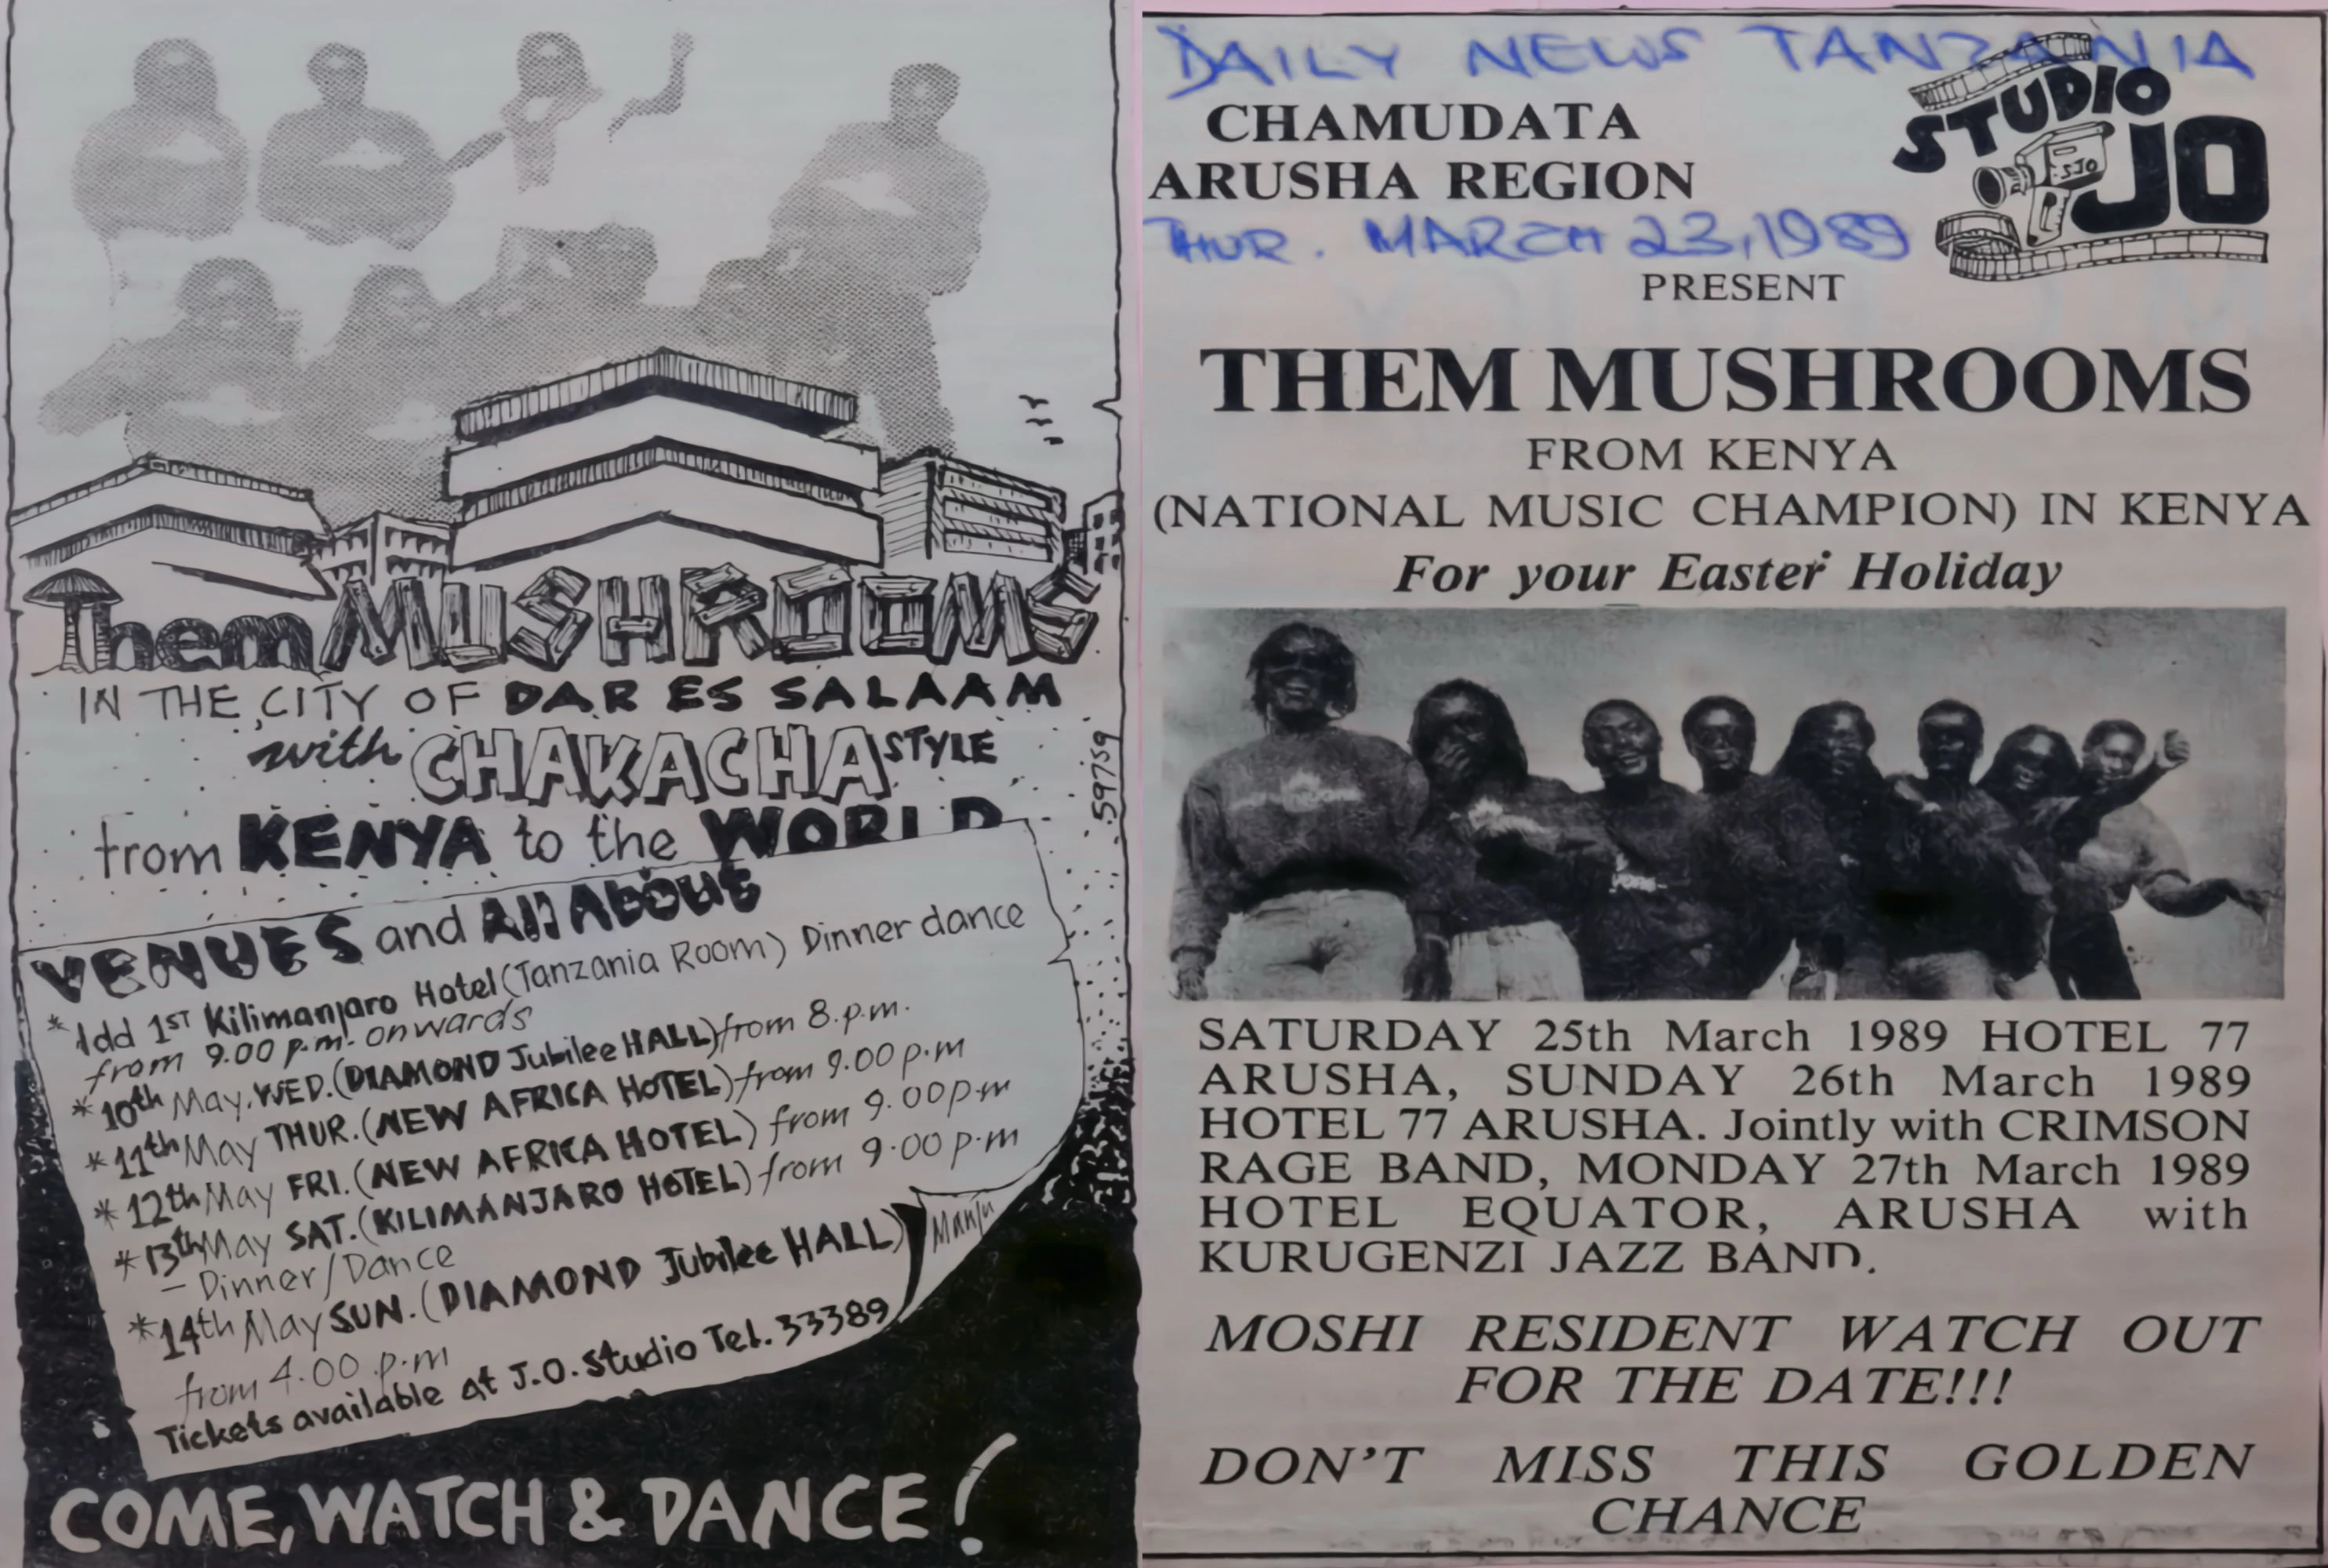 Them MUSHROOMS
IN THE CITY OF DAR ES SALAAM
with CHAKACHA STYLE
from KENYA to the WORLD
59759
VENUES and All ABOUT
* Idd 1ST Kilimanjaro Hotel (Tanzania Room) Dinner dance
from 9.00 p.m. onwards
* 10th May. WED. (DIAMOND Jubilee HALL) from 8.p.m.
* 11th May THUR. (NEW AFRICA HOTEL) from 9.00 p.m
* 12th May FRI. (NEW AFRICA HOTEL) from 9.00p.m
* 13th May SAT. (KILIMANJARO HOTEL) from 9.00 p.m
- Dinner/Dance
* 14th May SUN. (DIAMOND Jubilee HALL)
from 4.00 p.m
Tickets available at J.O. Studio Tel. 33389
Manju
COME, WATCH & DANCE!
DAILY NEWS TANZANIA
CHAMUDATA
ARUSHA REGION
THUR. MARCH 23, 1989
STUDIO
JO
SJO
PRESENT
THEM MUSHROOMS
FROM KENYA
(NATIONAL MUSIC CHAMPION) IN KENYA
For your Easter Holiday
SATURDAY 25th March 1989 HOTEL 77
ARUSHA, SUNDAY 26th March 1989
HOTEL 77 ARUSHA. Jointly with CRIMSON
RAGE BAND, MONDAY 27th March 1989
HOTEL EQUATOR, ARUSHA with
KURUGENZI JAZZ BAND.
MOSHI RESIDENT WATCH OUT
FOR THE DATE!!!
DON'T MISS THIS GOLDEN
CHANCE